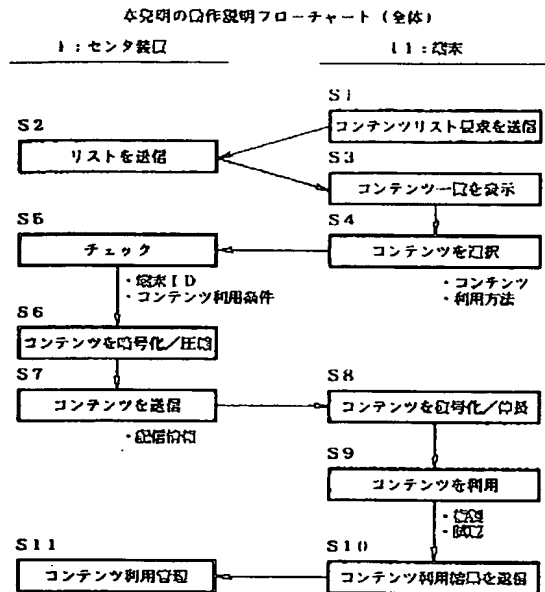 本発明の動作説明フローチャート（全体）
1：センタ装置
11：端末
S1
コンテンツリスト要求を送信
S2
リストを送信
S3
コンテンツ一覧を表示
S4
コンテンツを選択
・コンテンツ
・利用方法
S5
チェック
・端末ID
・コンテンツ利用条件
S6
コンテンツを暗号化／圧縮
S7
コンテンツを送信
・配信情報
S8
コンテンツを復号化／伸長
S9
コンテンツを利用
S10
コンテンツ利用結果を返信
S11
コンテンツ利用管理